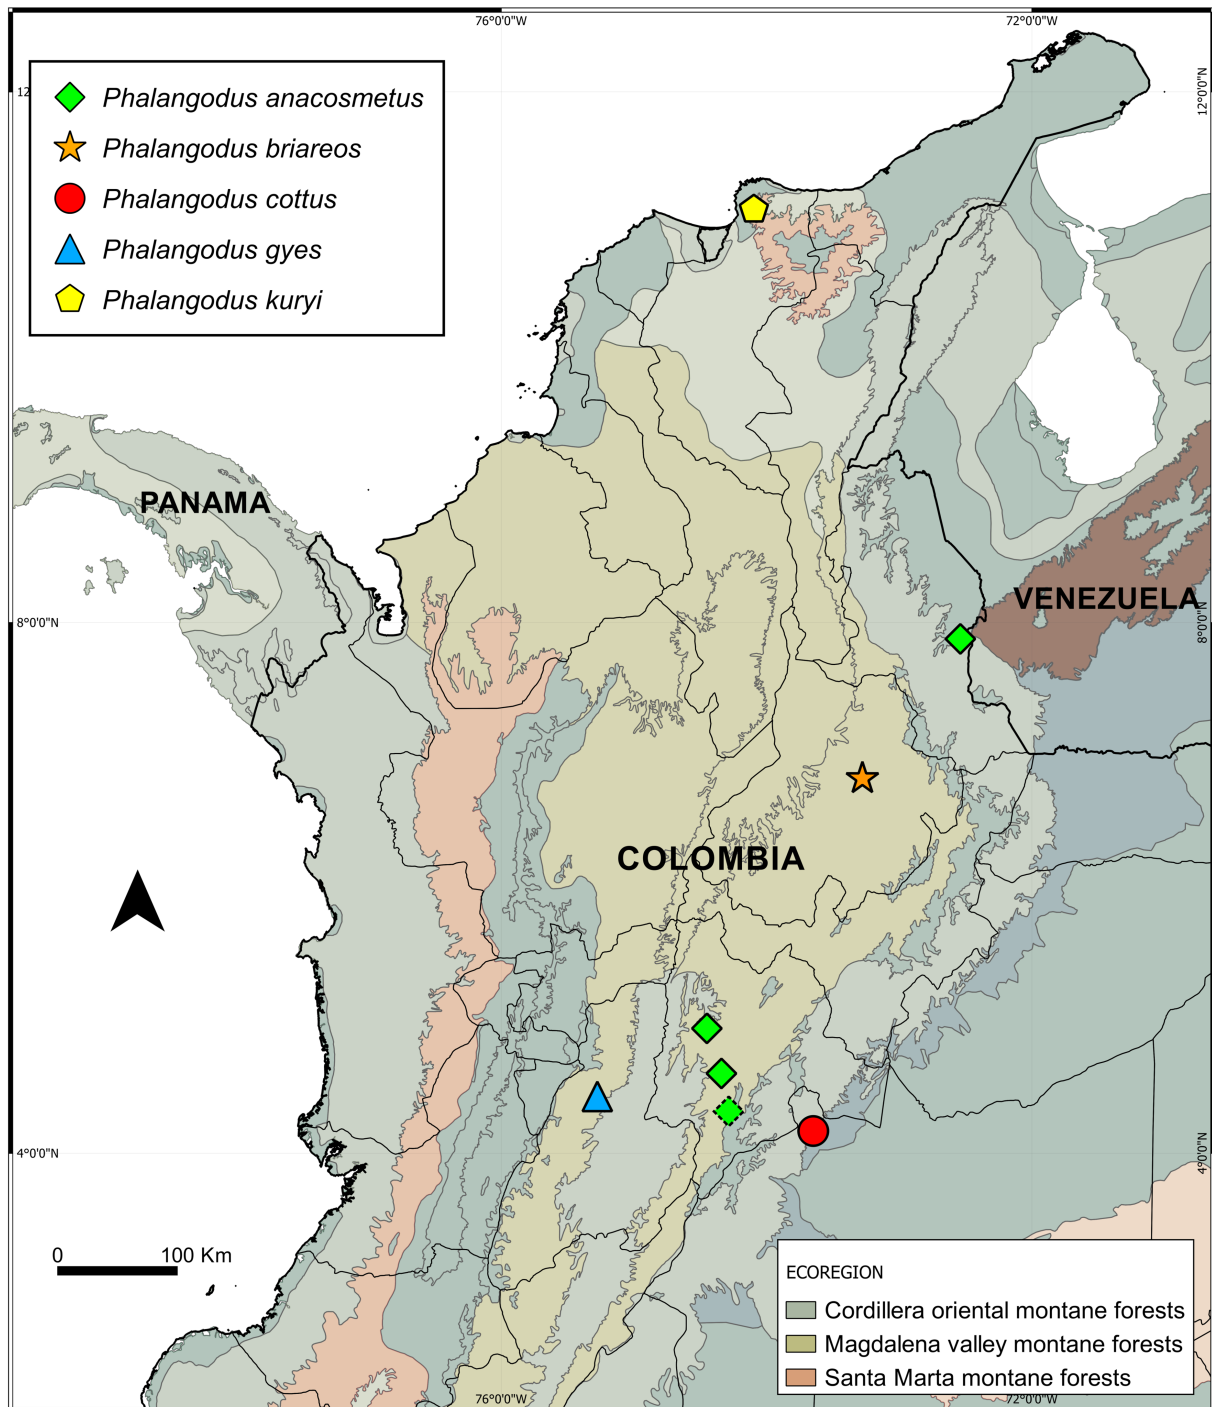 76°0'0"W
72°0'0"W
Phalangodus anacosmetus
Phalangodus briareos
Phalangodus cottus
Phalangodus gyes
Phalangodus kuryi
12
12°0'0"N
PANAMA
VENEZUELA
8°0'0"N
8°0'0"N
COLOMBIA
4°0'0"N
4°0'0"N
0 100 Km
ECOREGION
Cordillera oriental montane forests
Magdalena valley montane forests
Santa Marta montane forests
76°0'0"W
72°0'0"W